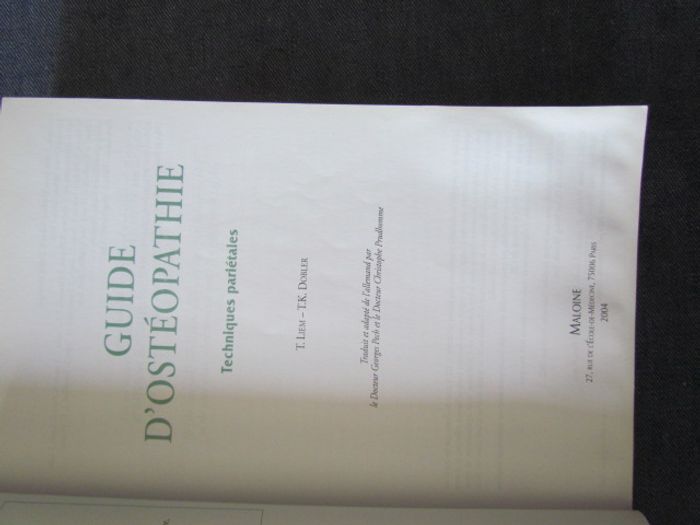 GUIDE
D'OSTÉOPATHIE
Techniques pariétales
T. LIEM – T.K. DOBLER
Traduit et adapté de l'allemand par
le Docteur Georges Pech et le Docteur Christophe Prudhomme
MALOINE
27, RUE DE L'ÉCOLE-DE-MÉDECINE, 75006 PARIS
2004